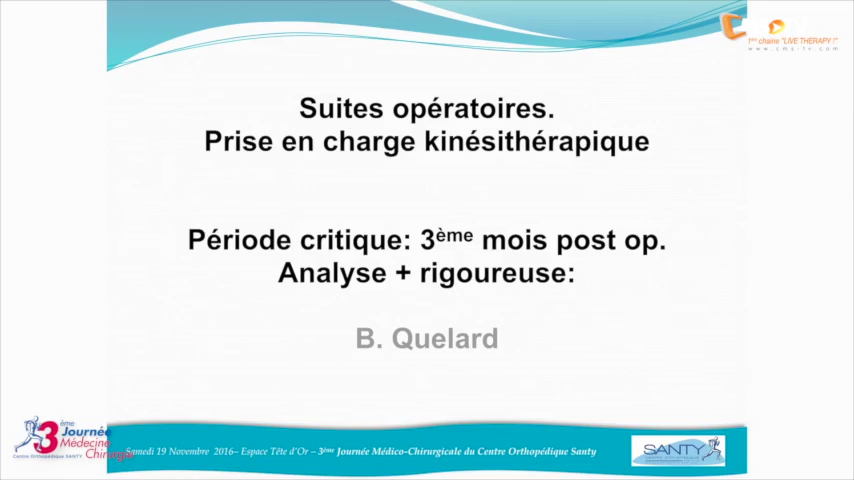 1ère chaine "LIVE THERAPY !"
www.cms-tv.com
Suites opératoires.
Prise en charge kinésithérapique
Période critique: 3ème mois post op.
Analyse + rigoureuse:
B. Quelard
3ème Journée
Médecine
Chirurgie
Centre Orthopédique SANTY
Samedi 19 Novembre 2016– Espace Tête d'Or – 3ème Journée Médico-Chirurgicale du Centre Orthopédique Santy
SANTY